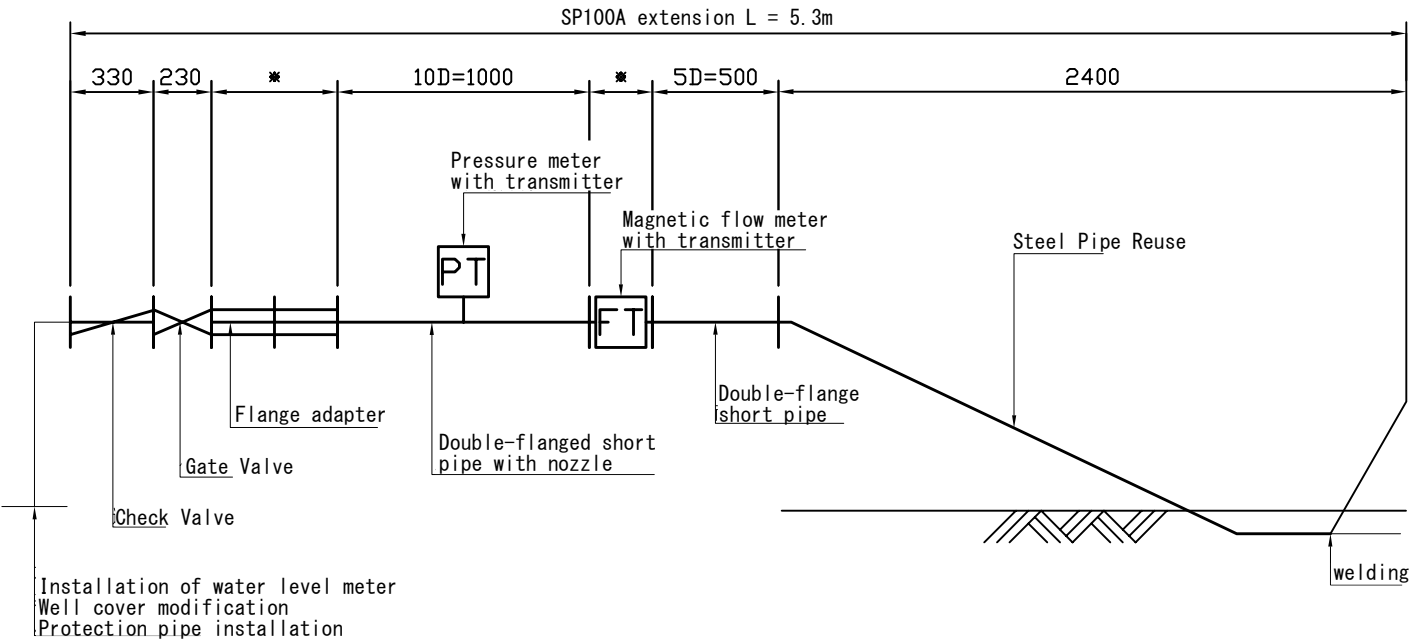 SP100A extension L = 5.3m
330
230
*
10D=1000
*
5D=500
2400
Pressure meter
with transmitter
Magnetic flow meter
with transmitter
Steel Pipe Reuse
PT
FT
Flange adapter
Double-flange
short pipe
Double-flanged short
pipe with nozzle
Gate Valve
Check Valve
welding
Installation of water level meter
Well cover modification
Protection pipe installation